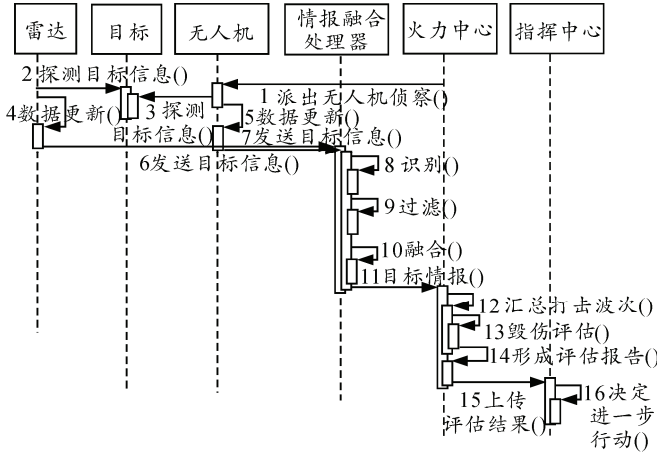 雷达
目标
无人机
情报融合
处理器
火力中心
指挥中心
2 探测目标信息()
1 派出无人机侦察()
4数据更新()
3 探测
目标信息()
5数据更新()
7发送目标信息()
6发送目标信息()
8 识别()
9 过滤()
10融合()
11目标情报()
12 汇总打击波次()
13毁伤评估()
14形成评估报告()
15上传
评估结果()
16决定
进一步
行动()